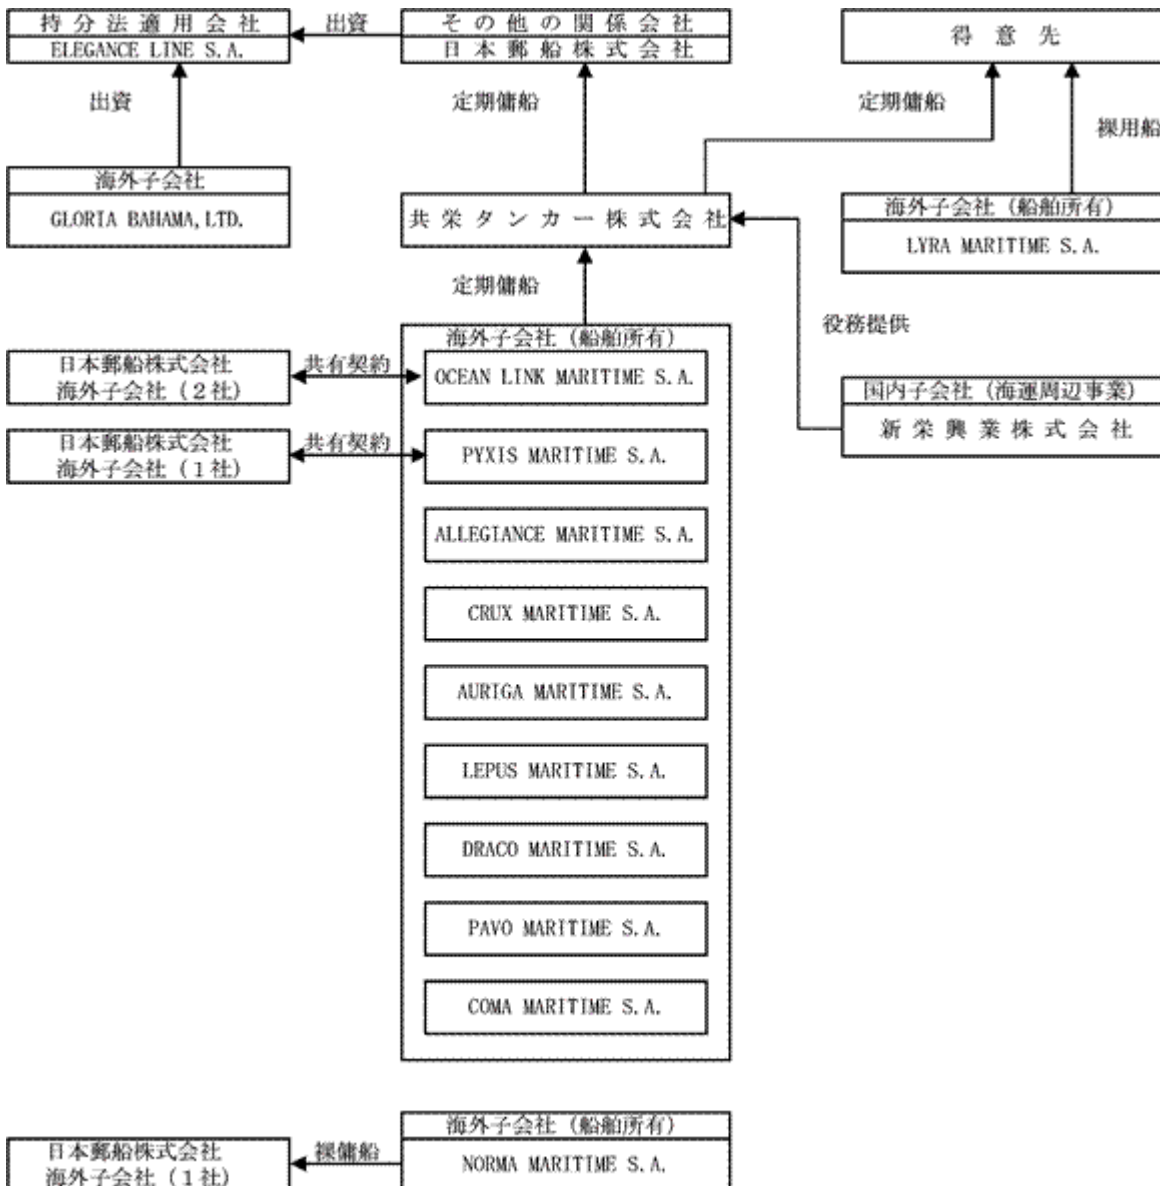 持分法適用会社
ELEGANCE LINE S.A.
出資
その他の関係会社
日本郵船株式会社
得意先
出資
定期傭船
定期傭船
裸用船
海外子会社
GLORIA BAHAMA,LTD.
共栄タンカー株式会社
海外子会社（船舶所有）
LYRA MARITIME S.A.
定期傭船
役務提供
海外子会社（船舶所有）
日本郵船株式会社
海外子会社（２社）
共有契約
OCEAN LINK MARITIME S.A.
国内子会社（海運周辺事業）
新栄興業株式会社
日本郵船株式会社
海外子会社（１社）
共有契約
PYXIS MARITIME S.A.
ALLEGIANCE MARITIME S.A.
CRUX MARITIME S.A.
AURIGA MARITIME S.A.
LEPUS MARITIME S.A.
DRACO MARITIME S.A.
PAVO MARITIME S.A.
COMA MARITIME S.A.
海外子会社（船舶所有）
日本郵船株式会社
海外子会社（１社）
裸傭船
NORMA MARITIME S.A.